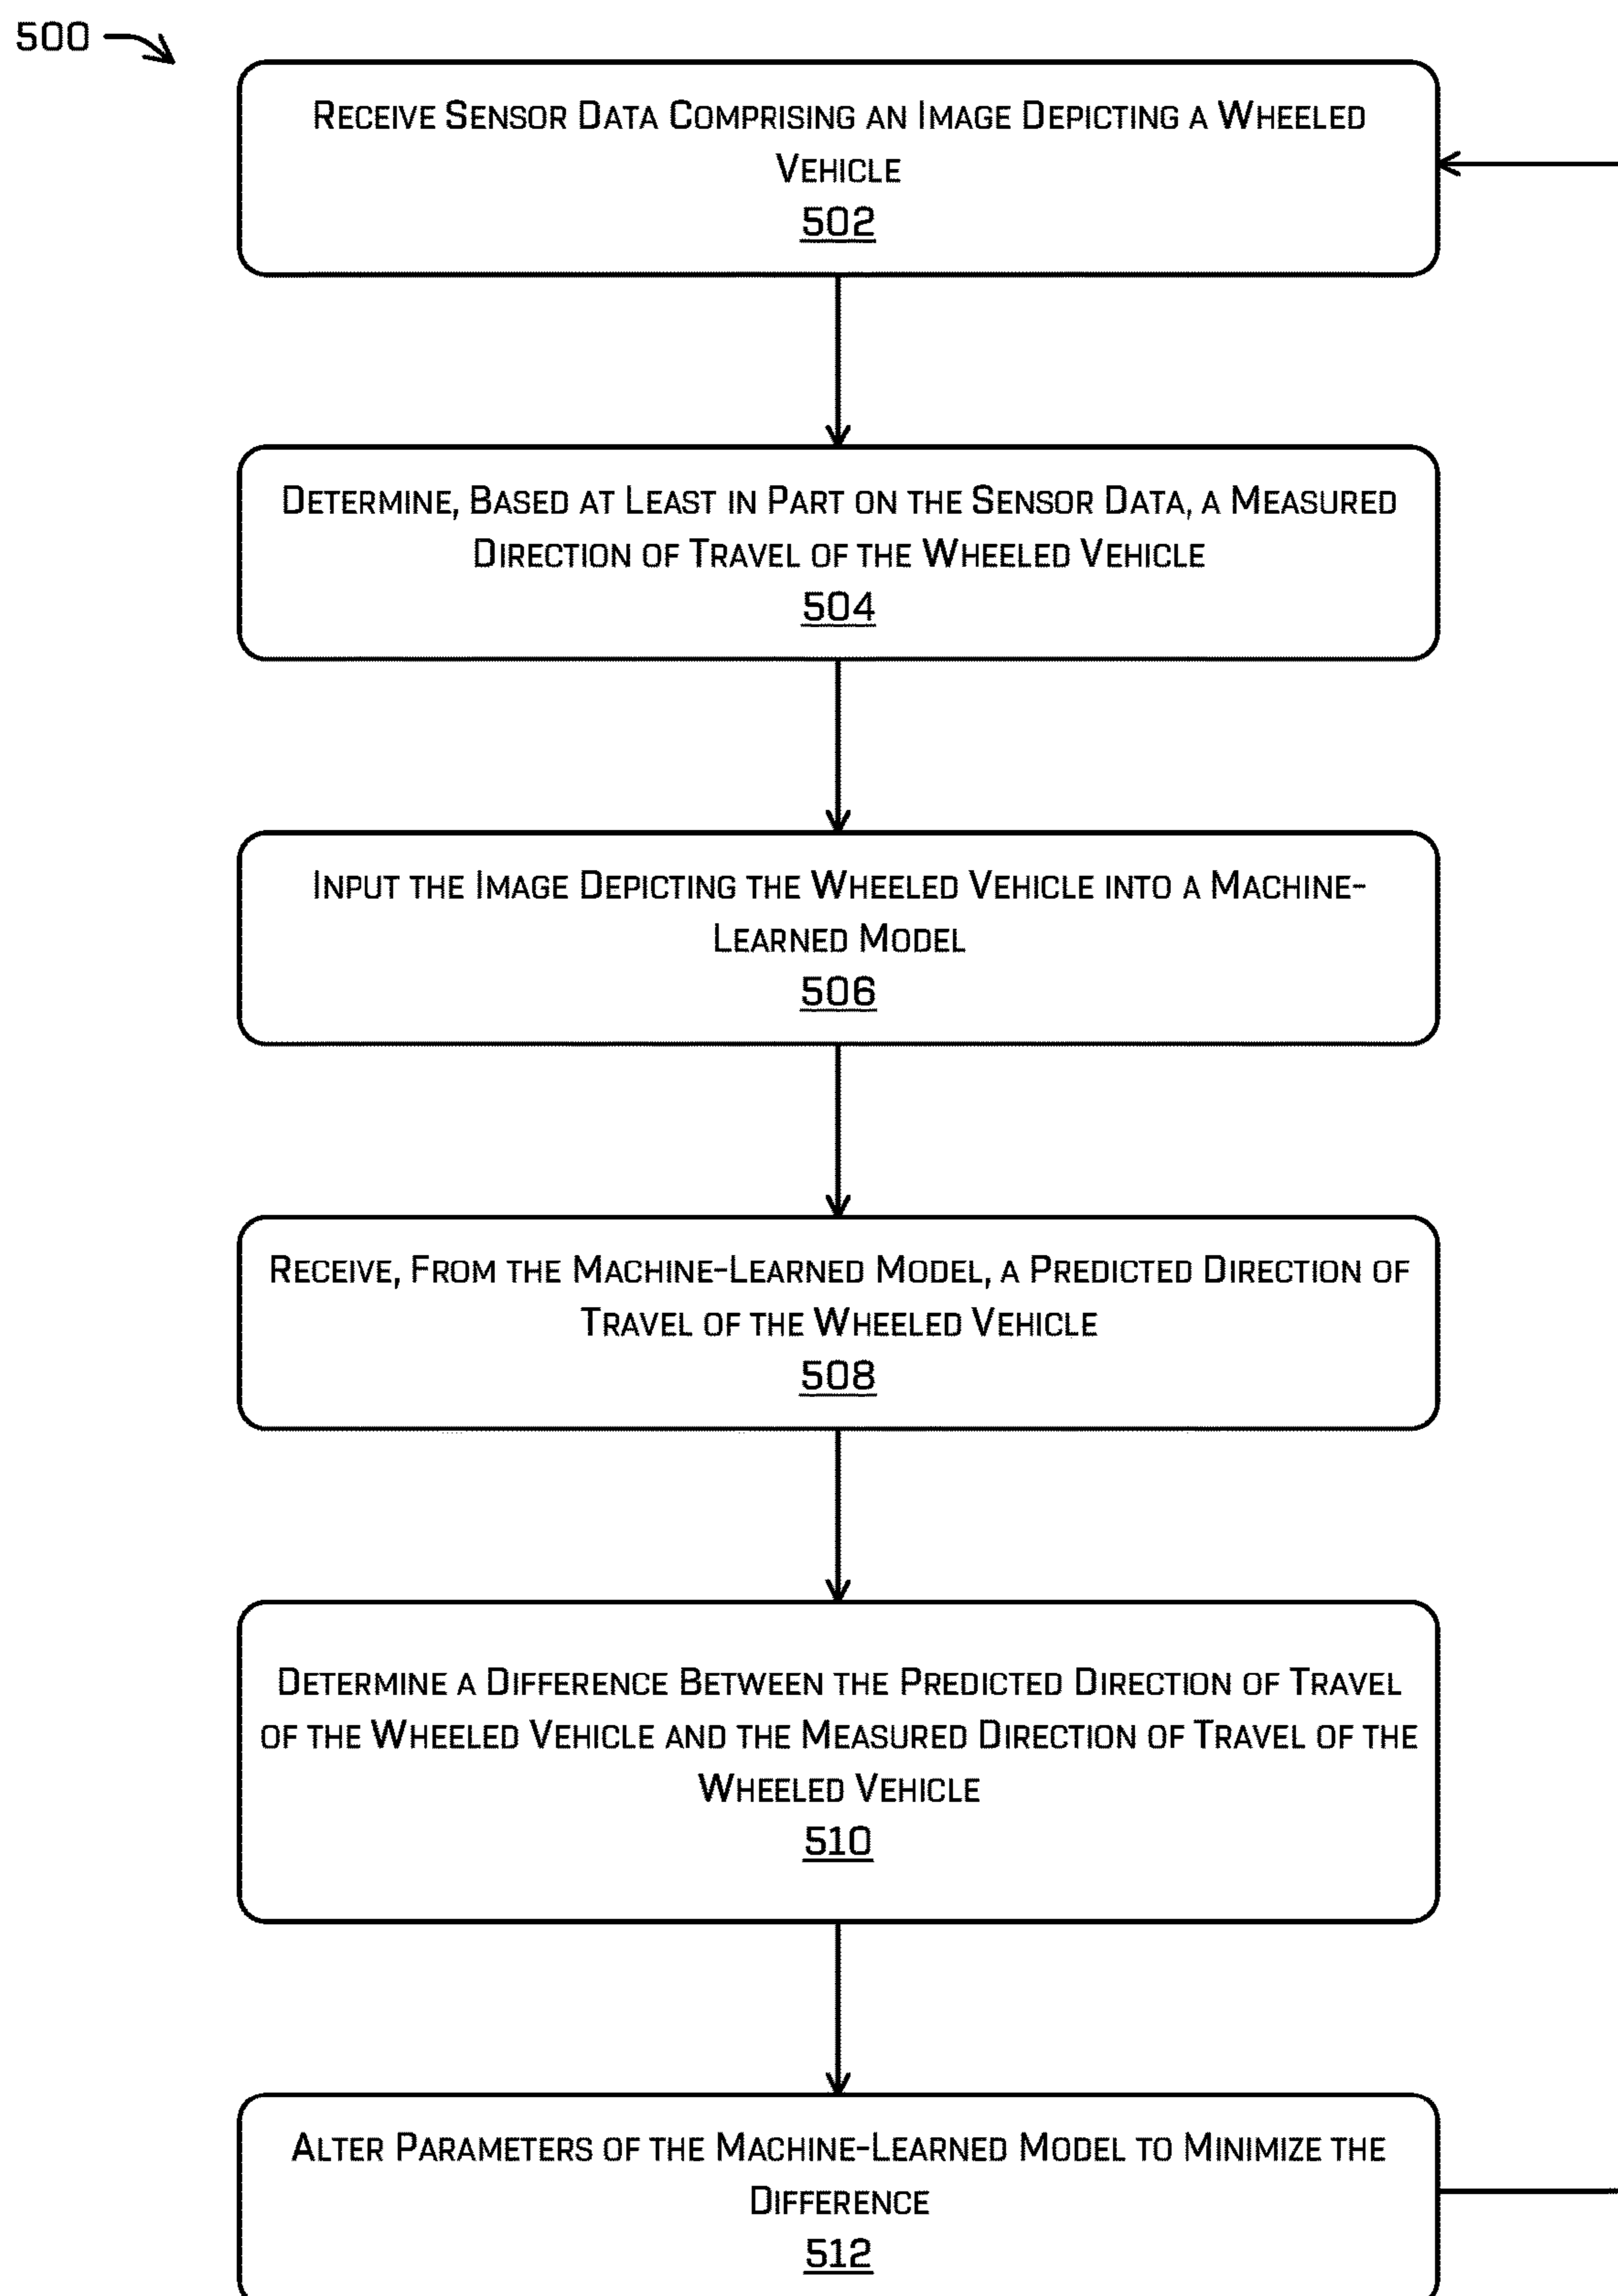 500
Receive Sensor Data Comprising an Image Depicting a Wheeled
Vehicle
502
Determine, Based at Least in Part on the Sensor Data, a Measured
Direction of Travel of the Wheeled Vehicle
504
Input the Image Depicting the Wheeled Vehicle into a Machine-
Learned Model
506
Receive, From the Machine-Learned Model, a Predicted Direction of
Travel of the Wheeled Vehicle
508
Determine a Difference Between the Predicted Direction of Travel
of the Wheeled Vehicle and the Measured Direction of Travel of the
Wheeled Vehicle
510
Alter Parameters of the Machine-Learned Model to Minimize the
Difference
512